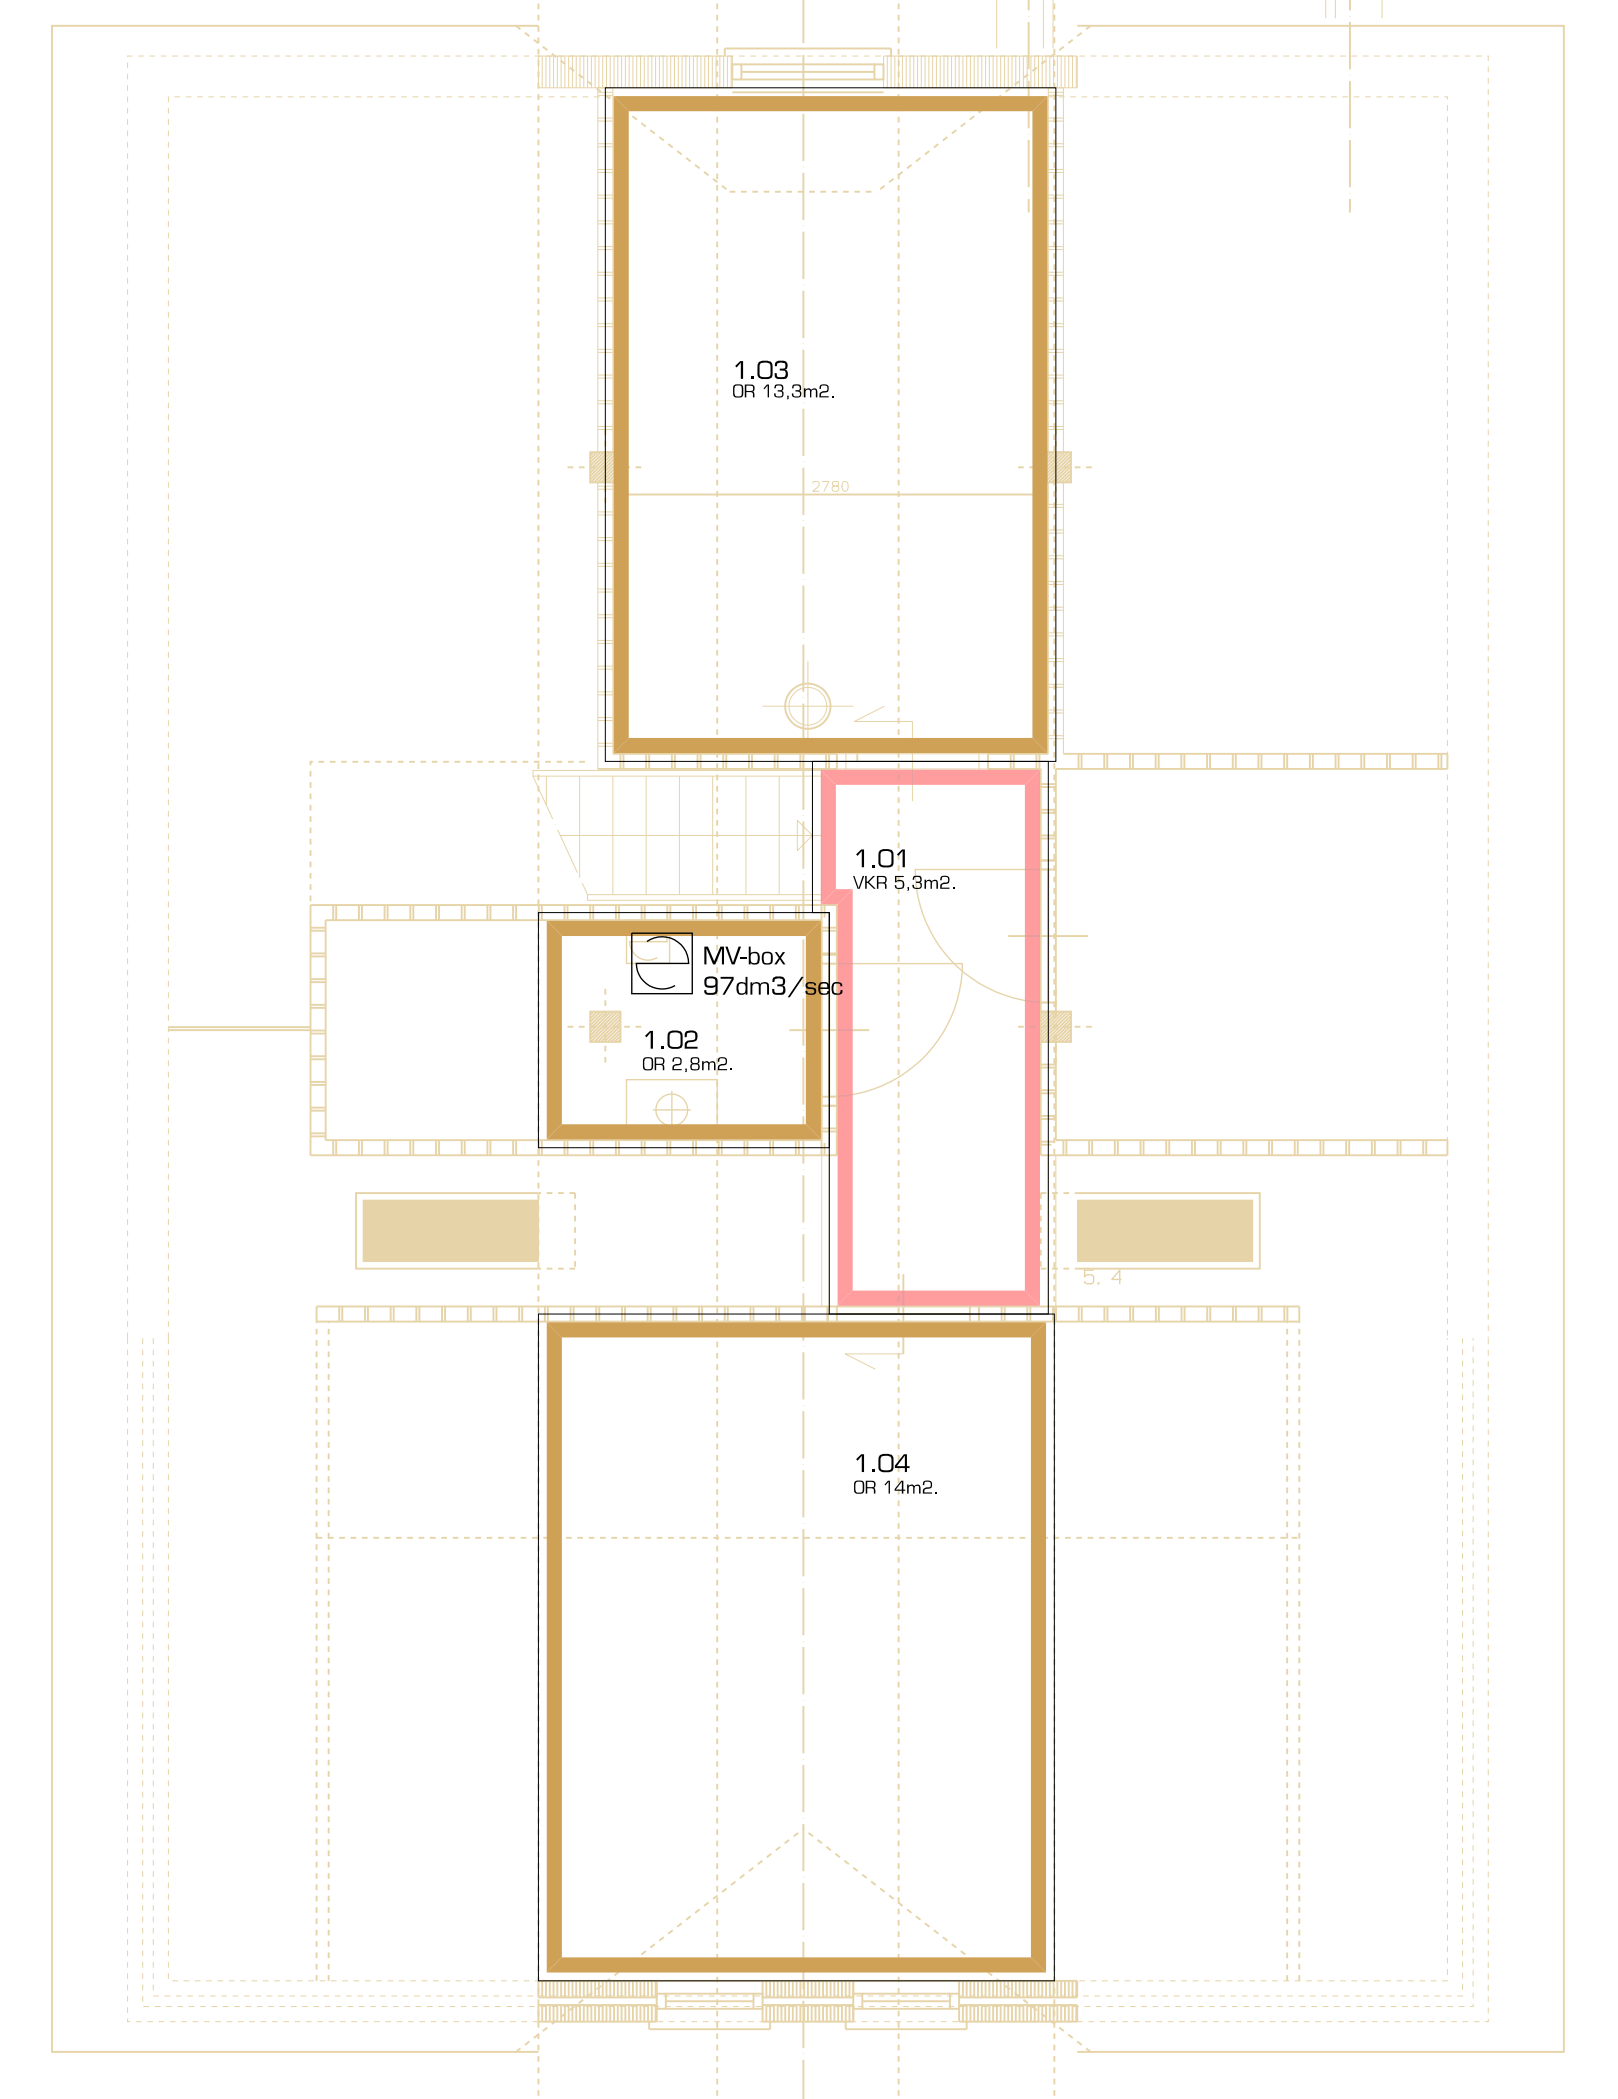 1.03
OR 13,3m2.
2780
1.01
VKR 5,3m2.
MV-box
97dm3/sec
1.02
OR 2,8m2.
5. 4
1.04
OR 14m2.